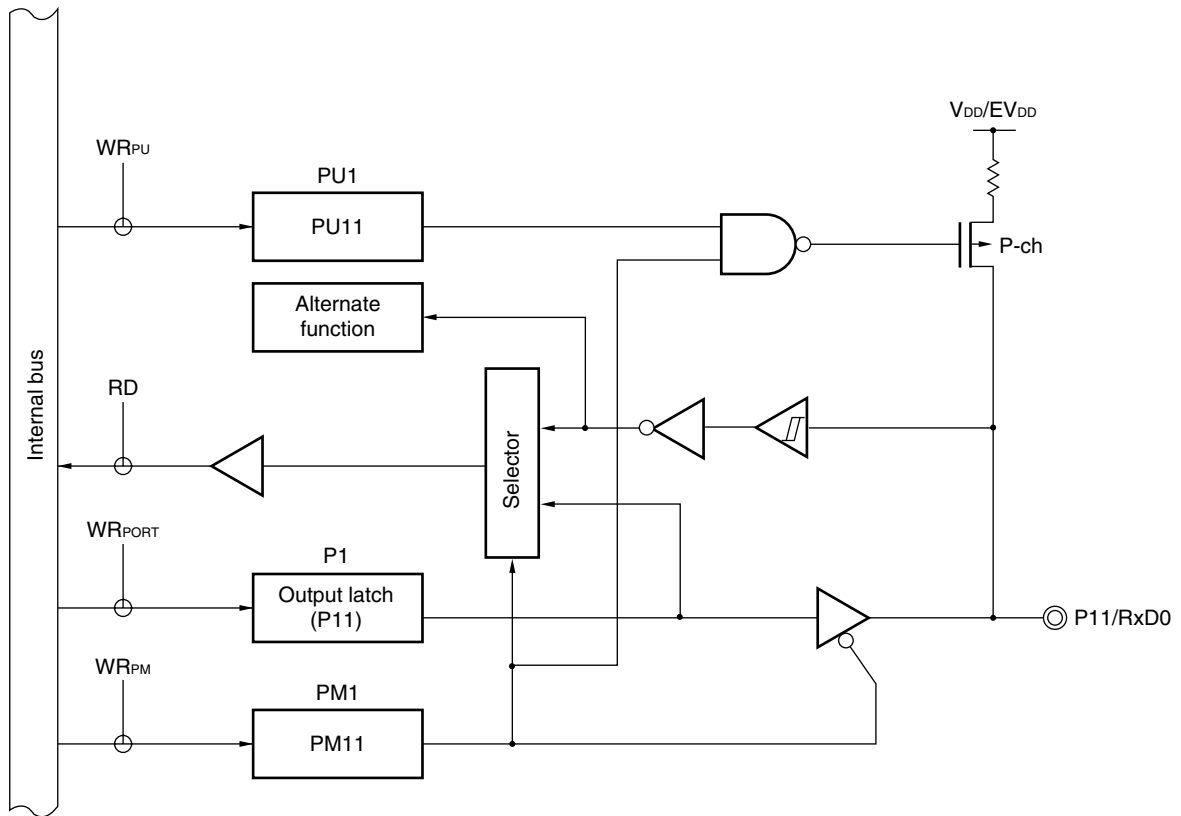 VDD/EVDD
WRPU
PU1
PU11
P-ch
Alternate
function
Internal bus
RD
Selector
WRPORT
P1
Output latch
(P11)
P11/RxD0
WRPM
PM1
PM11